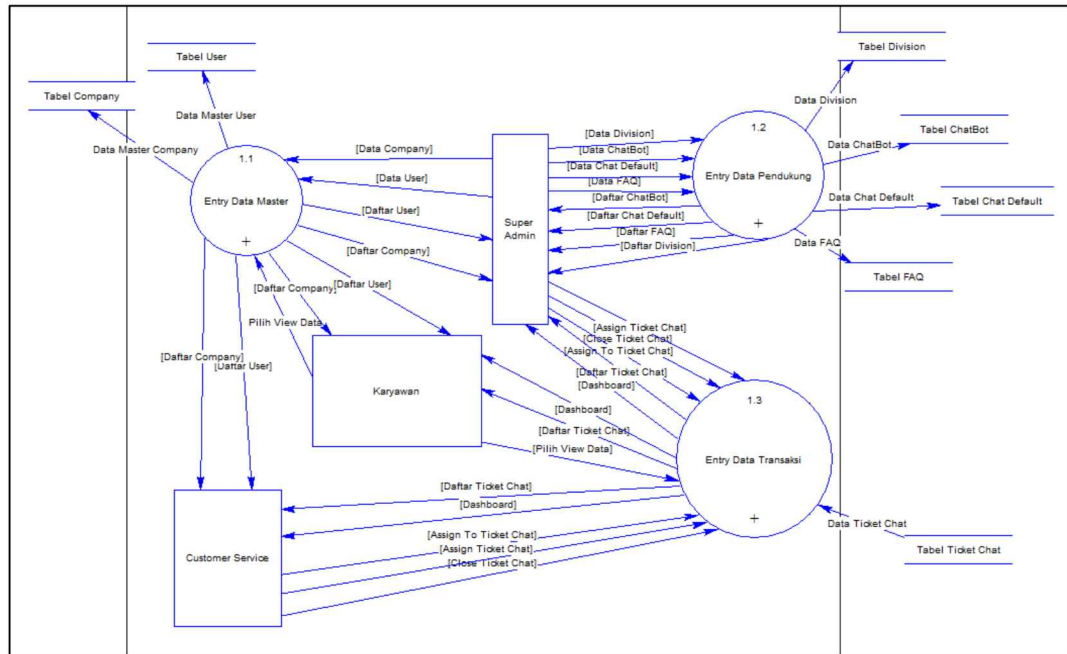 Tabel User
Tabel Division
Tabel Company
Data Master User
Data Division
Data Master Company
1.1
Entry Data Master
+
[Data Company]
[Data User]
[Daftar User]
[Daftar Company]
Super
Admin
[Data Division]
[Data ChatBot]
[Data Chat Default]
[Data FAQ]
[Daftar ChatBot]
[Daftar Chat Default]
[Daftar FAQ]
[Daftar Division]
1.2
Entry Data Pendukung
+
Tabel ChatBot
Data ChatBot
Data Chat Default
Tabel Chat Default
Data FAQ
Tabel FAQ
[Daftar Company]
[Daftar User]
Pilih View Data
[Daftar Company]
[Daftar User]
Karyawan
[Assign Ticket Chat]
[Close Ticket Chat]
[Assign To Ticket Chat]
[Daftar Ticket Chat]
[Dashboard]
[Dashboard]
[Daftar Ticket Chat]
[Pilih View Data]
1.3
Entry Data Transaksi
+
[Daftar Ticket Chat]
[Dashboard]
[Assign To Ticket Chat]
[Assign Ticket Chat]
[Close Ticket Chat]
Customer Service
Data Ticket Chat
Tabel Ticket Chat